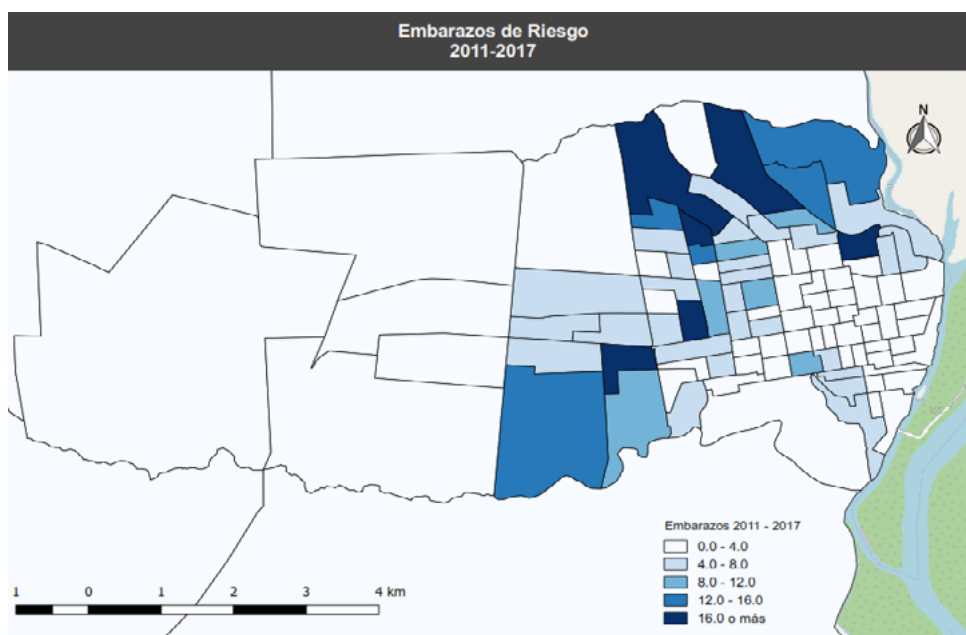 Embarazos de Riesgo
2011-2017
N
Embarazos 2011 - 2017
0.0 - 4.0
4.0 - 8.0
8.0 - 12.0
12.0 - 16.0
16.0 o más
1 0 1 2 3 4 km